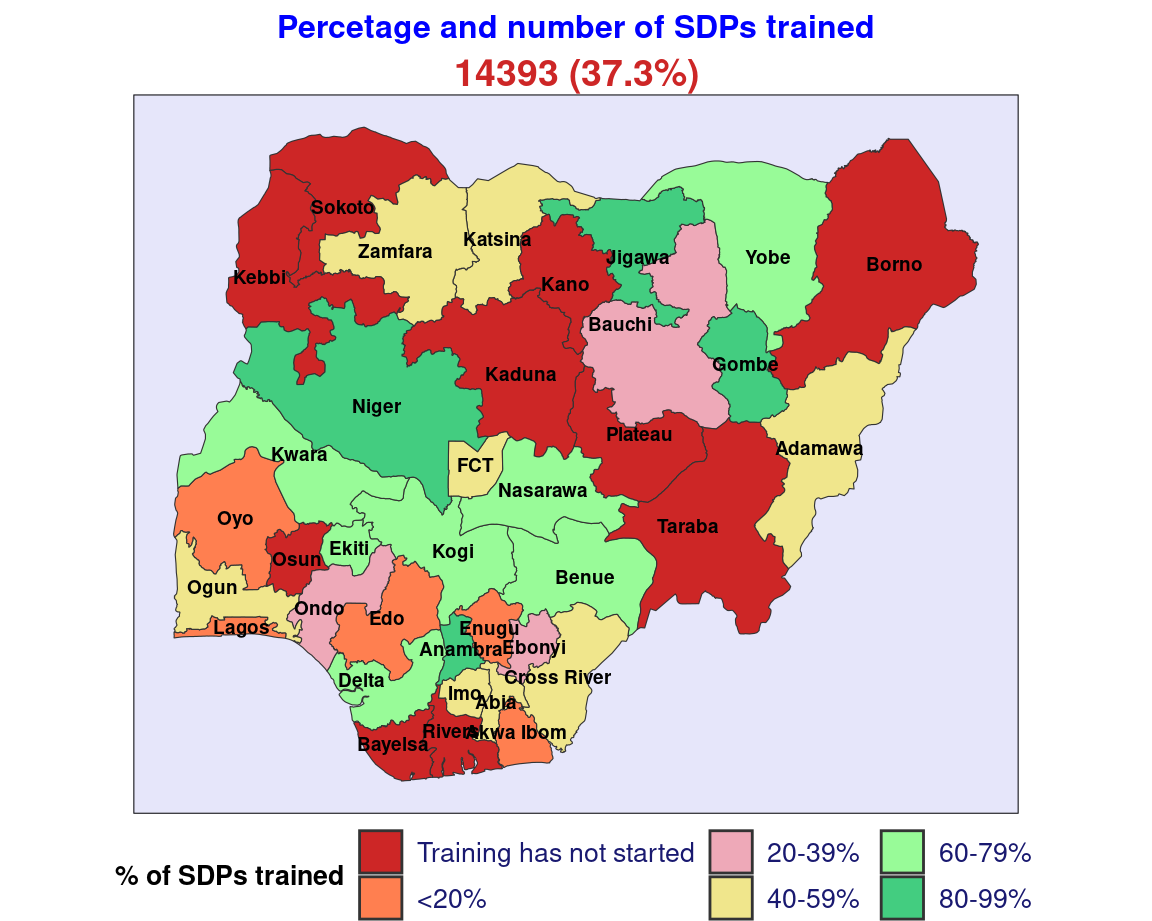 Percetage and number of SDPs trained
14393 (37.3%)
Sokoto
Zamfara
Katsina
Kebbi
Kano
Jigawa
Yobe
Borno
Bauchi
Kaduna
Gombe
Niger
Plateau
Adamawa
Kwara
FCT
Nasarawa
Oyo
Taraba
Osun
Ekiti
Kogi
Ogun
Benue
Ondo
Edo
Lagos
Enugu
Anambra
Ebonyi
Delta
Cross River
Imo
Abia
Rivers
Akwa Ibom
Bayelsa
% of SDPs trained
Training has not started
<20%
20-39%
40-59%
60-79%
80-99%